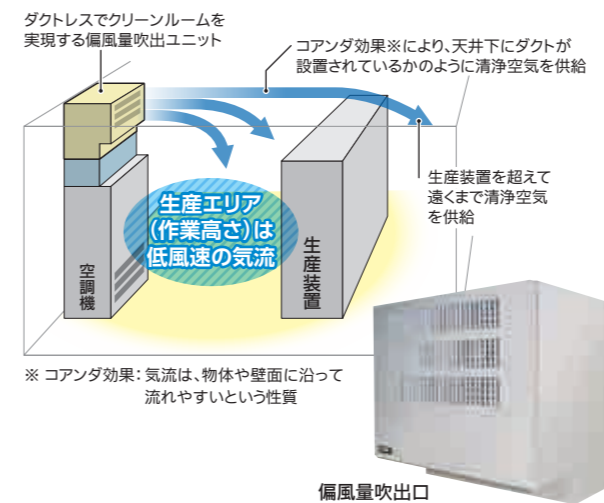 ダクトレスでクリーンルームを
実現する偏風量吹出ユニット
コアンダ効果※により、天井下にダクトが
設置されているかのように清浄空気を供給
生産装置を超えて
遠くまで清浄空気
を供給
生産エリア
(作業高さ)は
低風速の気流
空調機
生産装置
※ コアンダ効果：気流は、物体や壁面に沿って
流れやすいという性質
偏風量吹出口